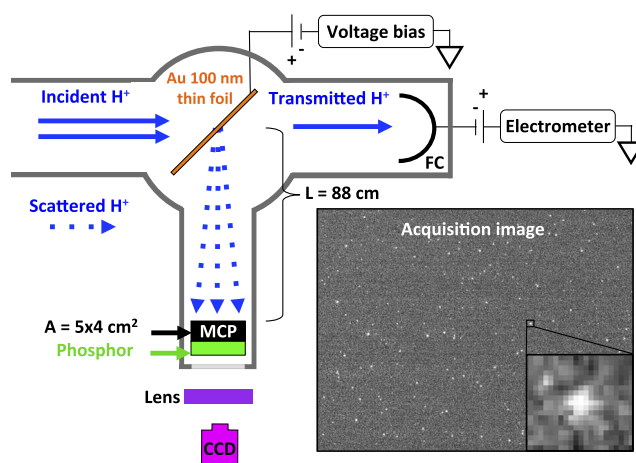 Voltage bias
+ -
Au 100 nm
thin foil
Incident H⁺
Transmitted H⁺
+
-
Electrometer
FC
L = 88 cm
Scattered H⁺
Acquisition image
A = 5x4 cm²
MCP
Phosphor
Lens
CCD